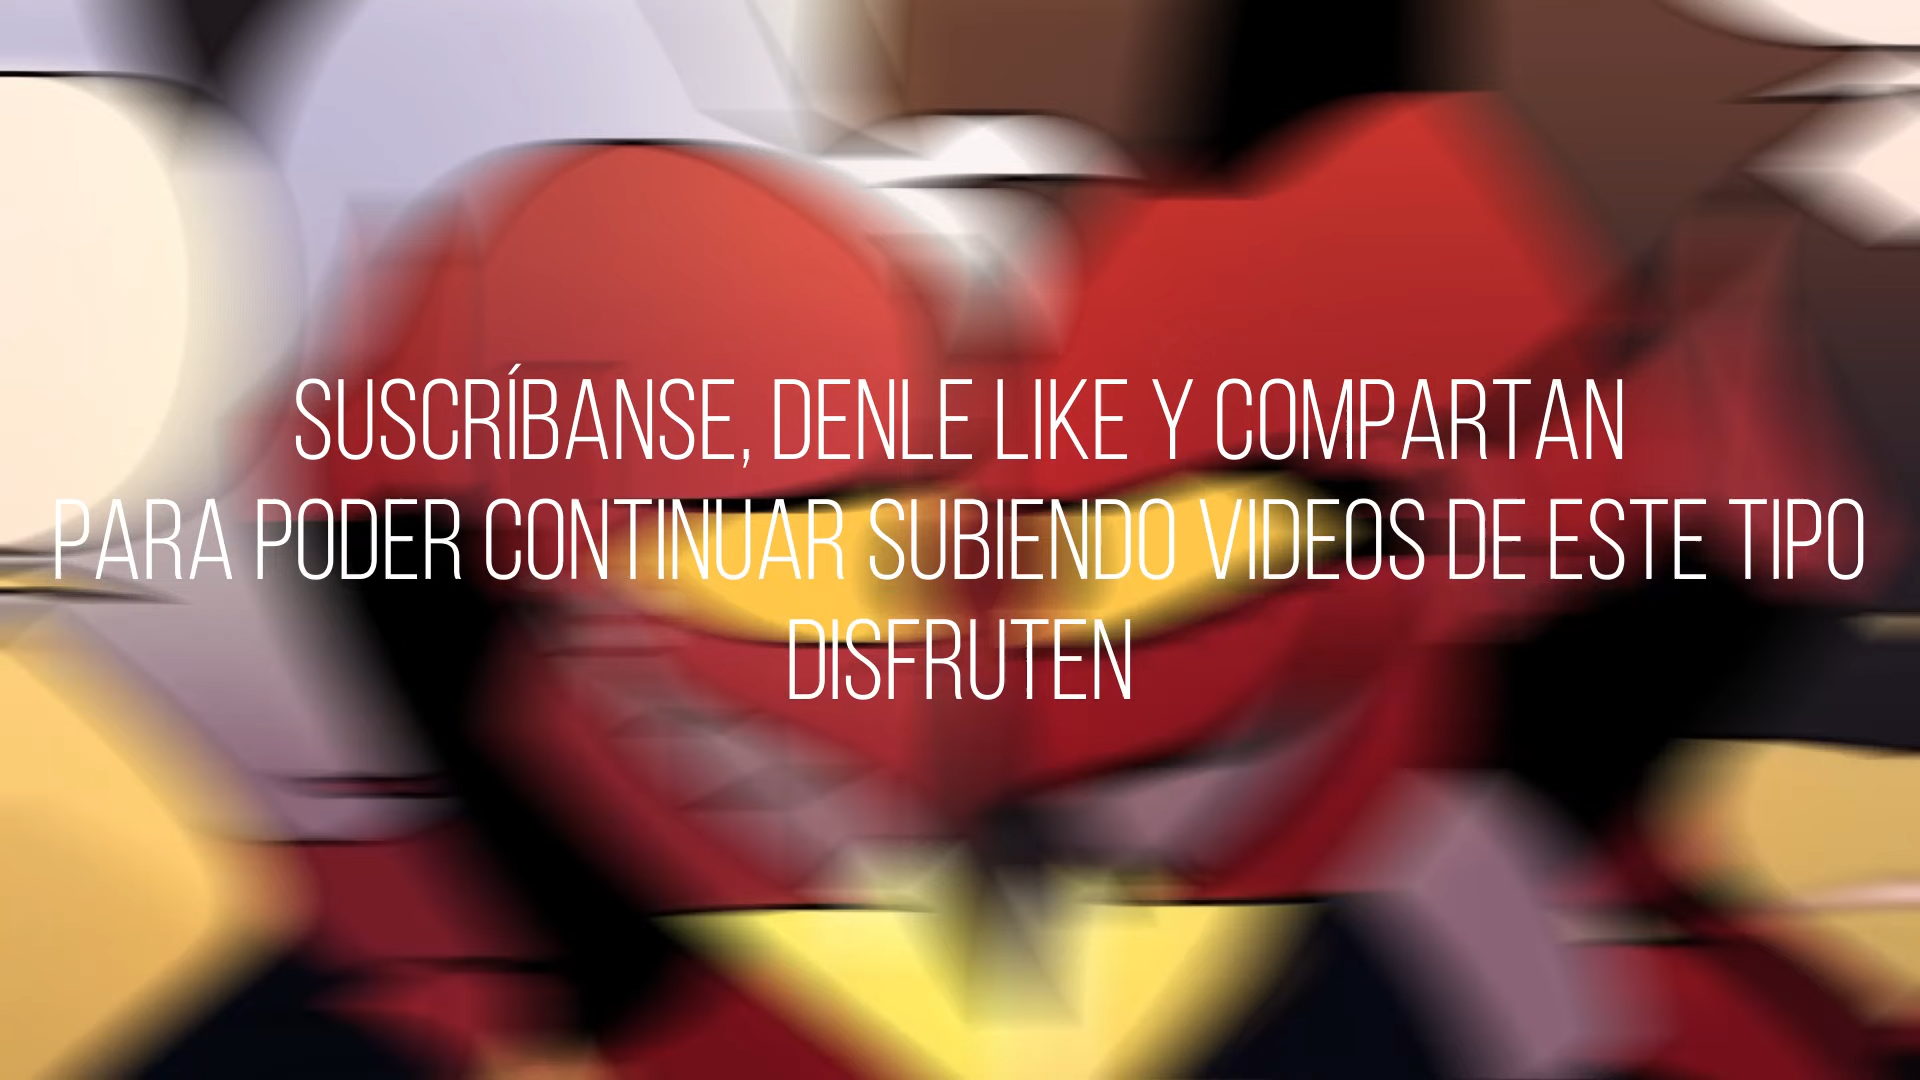 SUSCRÍBANSE, DENLE LIKE Y COMPARTAN
PARA PODER CONTINUAR SUBIENDO VIDEOS DE ESTE TIPO
DISFRUTEN